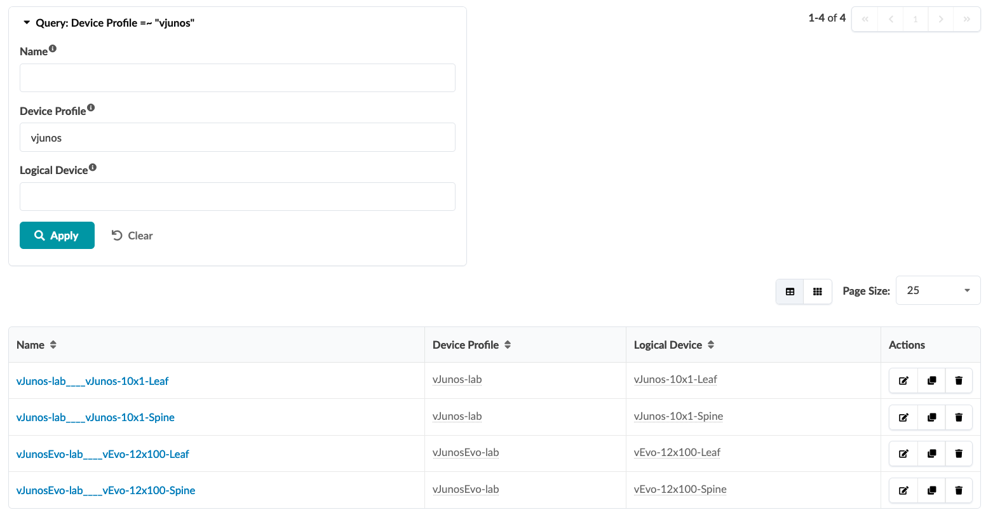 Query: Device Profile =~ "vjunos"
1-4 of 4
« < 1 > »
Name
Device Profile
vjunos
Logical Device
Apply Clear
Page Size: 25
Name Device Profile Logical Device Actions
vJunos-lab____vJunos-10x1-Leaf vJunos-lab vJunos-10x1-Leaf
vJunos-lab____vJunos-10x1-Spine vJunos-lab vJunos-10x1-Spine
vJunosEvo-lab____vEvo-12x100-Leaf vJunosEvo-lab vEvo-12x100-Leaf
vJunosEvo-lab____vEvo-12x100-Spine vJunosEvo-lab vEvo-12x100-Spine